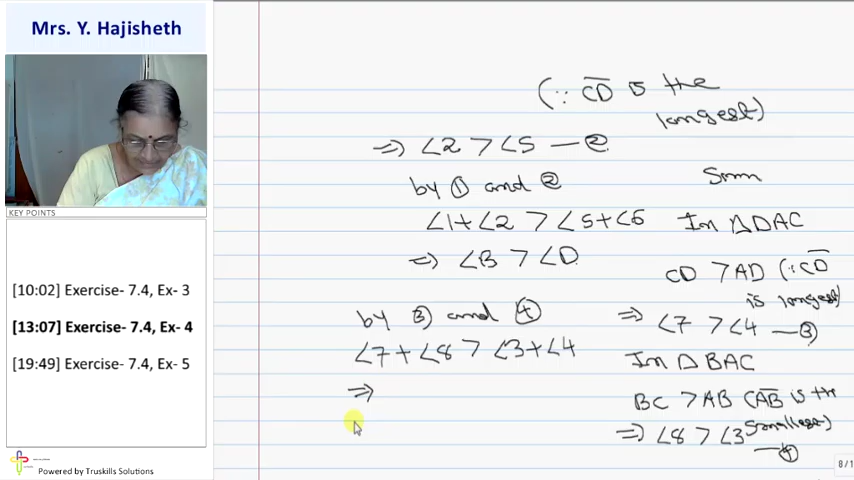 Mrs. Y. Hajisheth
KEY POINTS
[10:02] Exercise- 7.4, Ex- 3
[13:07] Exercise- 7.4, Ex- 4
[19:49] Exercise- 7.4, Ex- 5
Powered by Truskills Solutions
(∵ CD is the
longest)
⇒ ∠2 > ∠5 — ②
by ① and ②
∠1 + ∠2 > ∠5 + ∠6
⇒ ∠B > ∠D
by ③ and ④
∠7 + ∠8 > ∠3 + ∠4
⇒
In △DAC
CD > AD (∵ CD
is longest)
⇒ ∠7 > ∠4 — ③
In △ BAC
BC > AB (AB is the
smallest)
⇒ ∠8 > ∠3
— ④
8/1